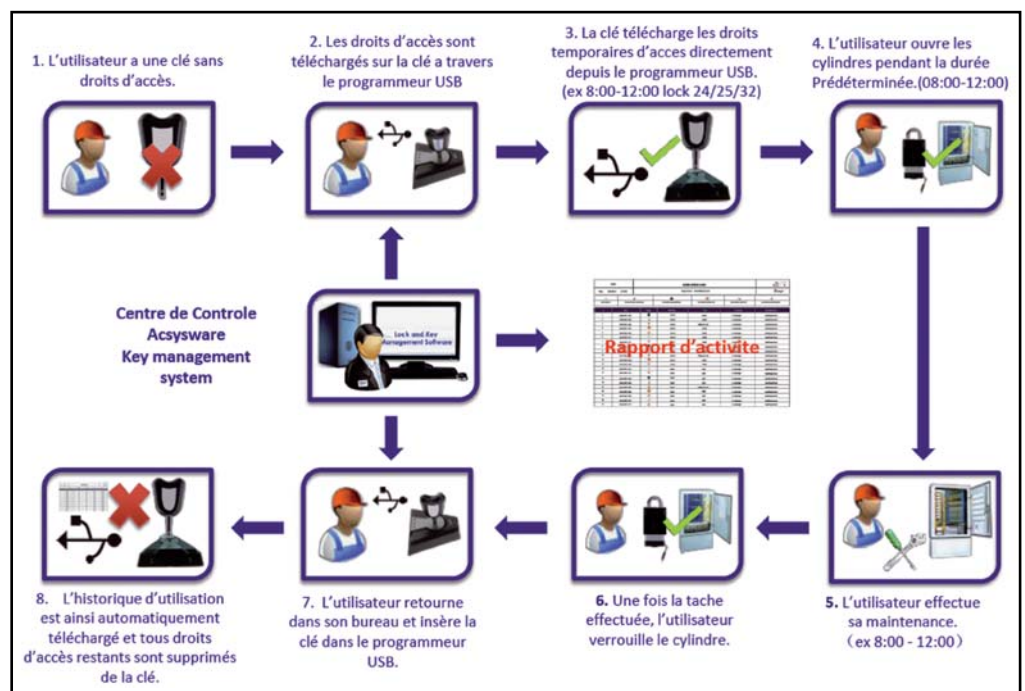 1. L'utilisateur a une clé sans
droits d'accès.
2. Les droits d'accès sont
téléchargés sur la clé a travers
le programmeur USB
3. La clé télécharge les droits
temporaires d'acces directement
depuis le programmeur USB.
(ex 8:00-12:00 lock 24/25/32)
4. L'utilisateur ouvre les
cylindres pendant la durée
Prédéterminée.(08:00-12:00)
Centre de Controle
Acsysware
Key management
system
Lock and Key
Management Software
Rapport d'activite
8. L'historique d'utilisation
est ainsi automatiquement
téléchargé et tous droits
d'accès restants sont supprimés
de la clé.
7. L'utilisateur retourne
dans son bureau et insère la
clé dans le programmeur
USB.
6. Une fois la tache
effectuée, l'utilisateur
verrouille le cylindre.
5. L'utilisateur effectue
sa maintenance.
(ex 8:00 - 12:00)